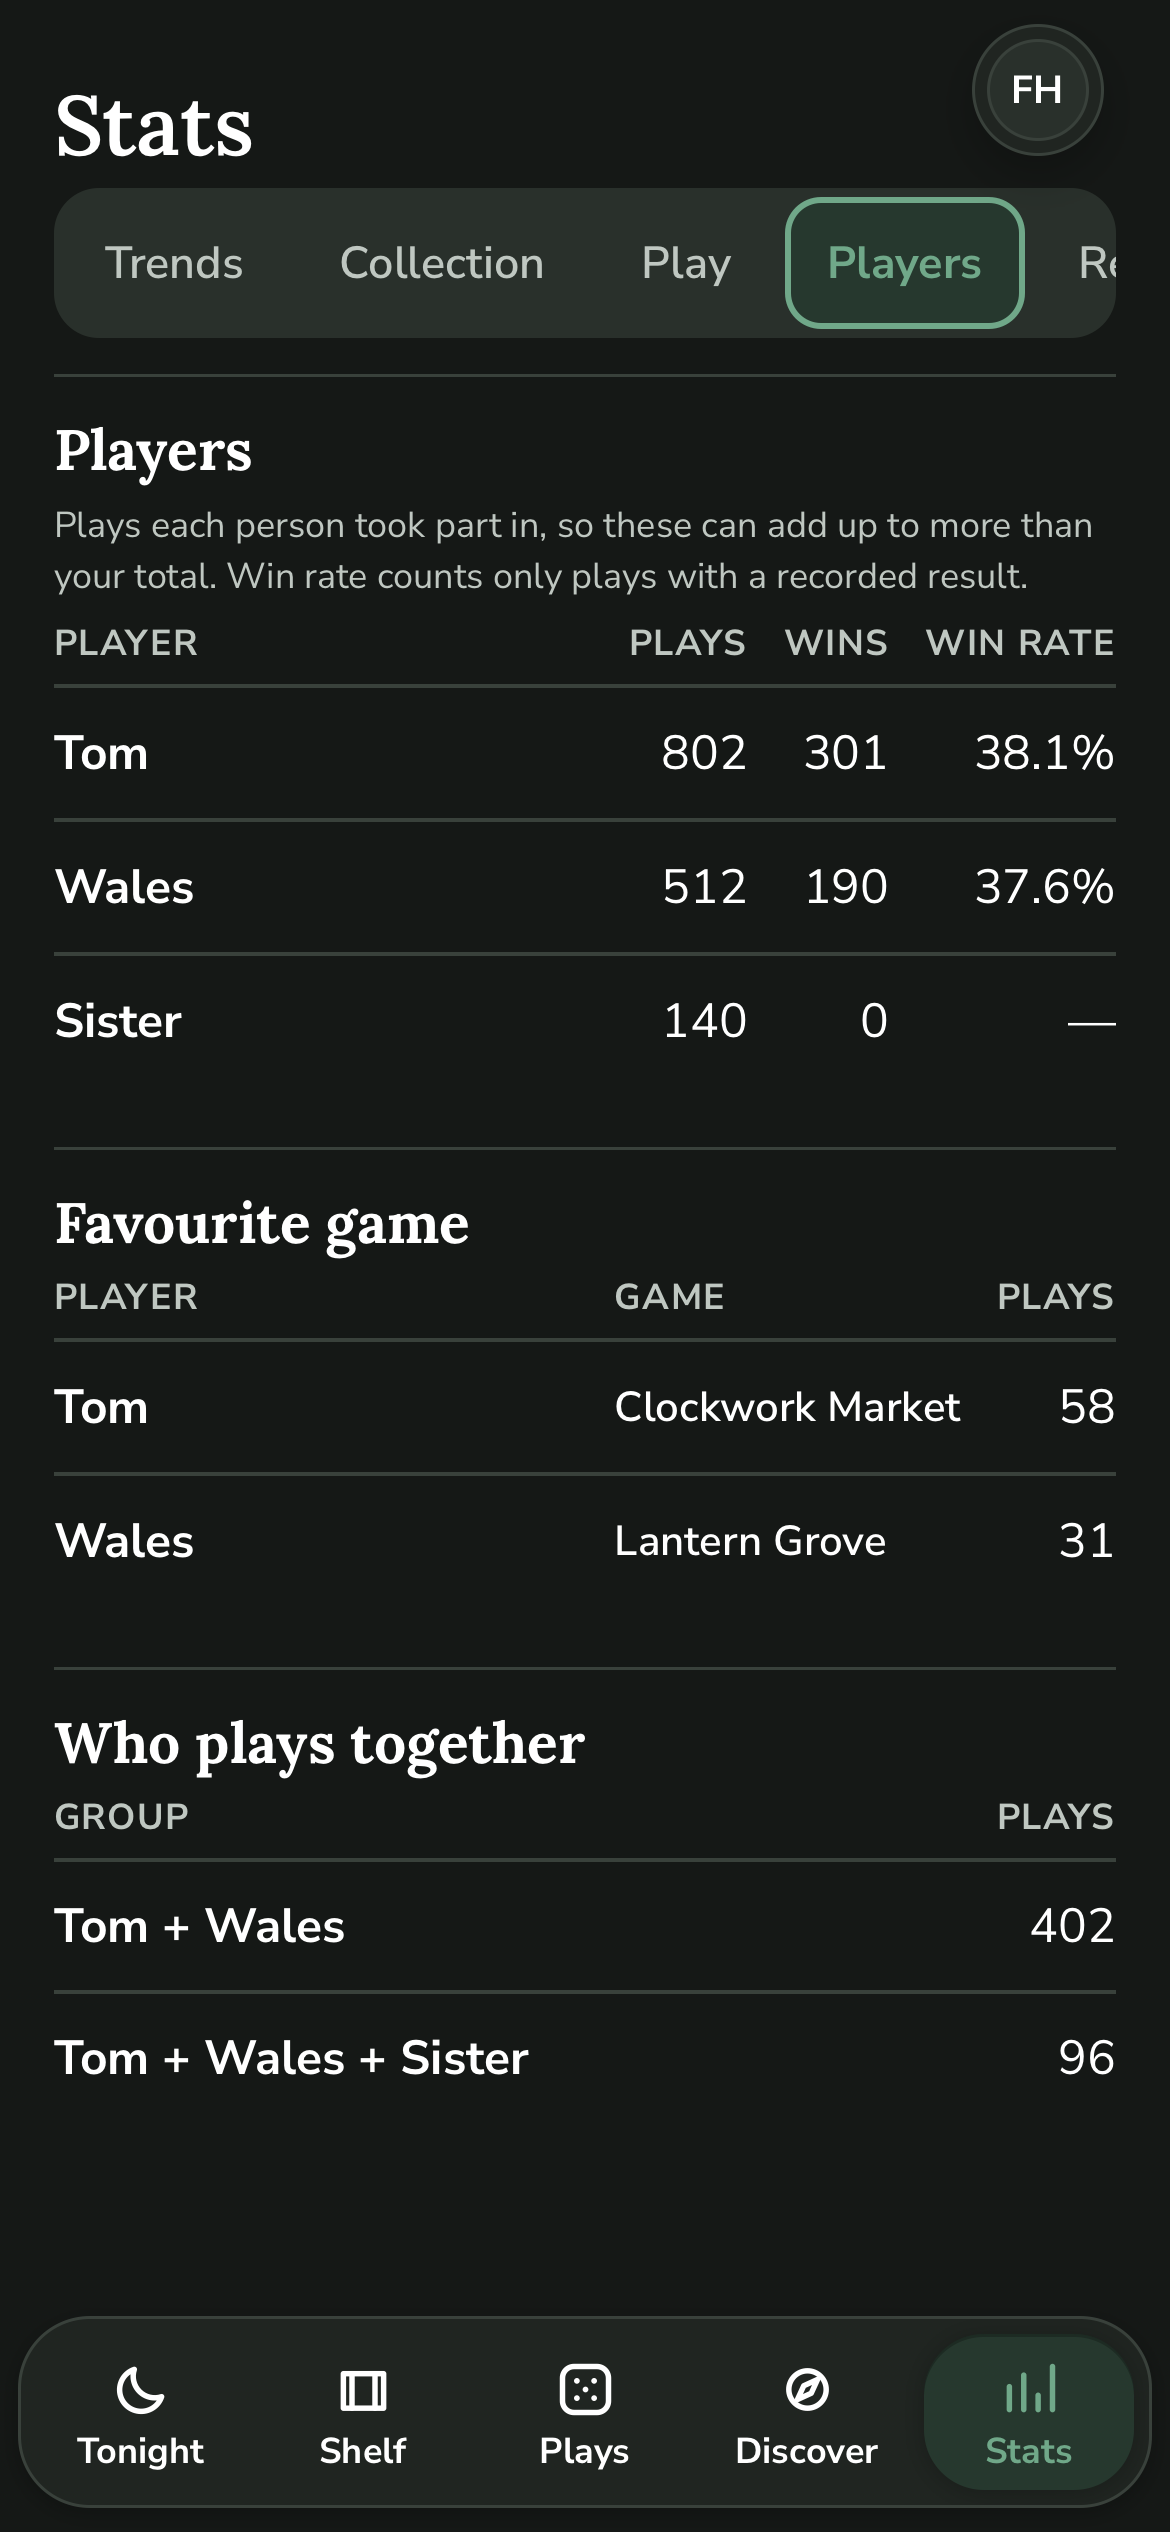 FH
Stats
Trends Collection Play Players Re
Players
Plays each person took part in, so these can add up to more than
your total. Win rate counts only plays with a recorded result.
PLAYER PLAYS WINS WIN RATE
Tom 802 301 38.1%
Wales 512 190 37.6%
Sister 140 0 —
Favourite game
PLAYER GAME PLAYS
Tom Clockwork Market 58
Wales Lantern Grove 31
Who plays together
GROUP PLAYS
Tom + Wales 402
Tom + Wales + Sister 96
Tonight Shelf Plays Discover Stats